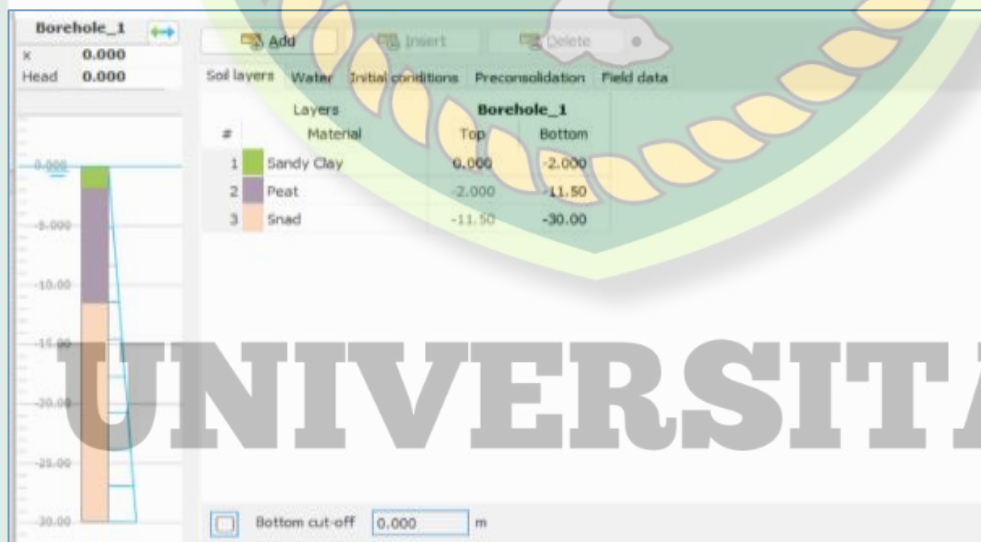 Borehole_1
x 0.000
Head 0.000
Add Insert Delete
Soil layers Water Initial conditions Preconsolidation Field data
Layers Borehole_1
# Material Top Bottom
1 Sandy Clay 0.000 -2.000
2 Peat -2.000 -11.50
3 Snad -11.50 -30.00
0.000
-5.000
-10.00
-15.00
-20.00
-25.00
-30.00
UNIVERSITA
Bottom cut-off 0.000 m